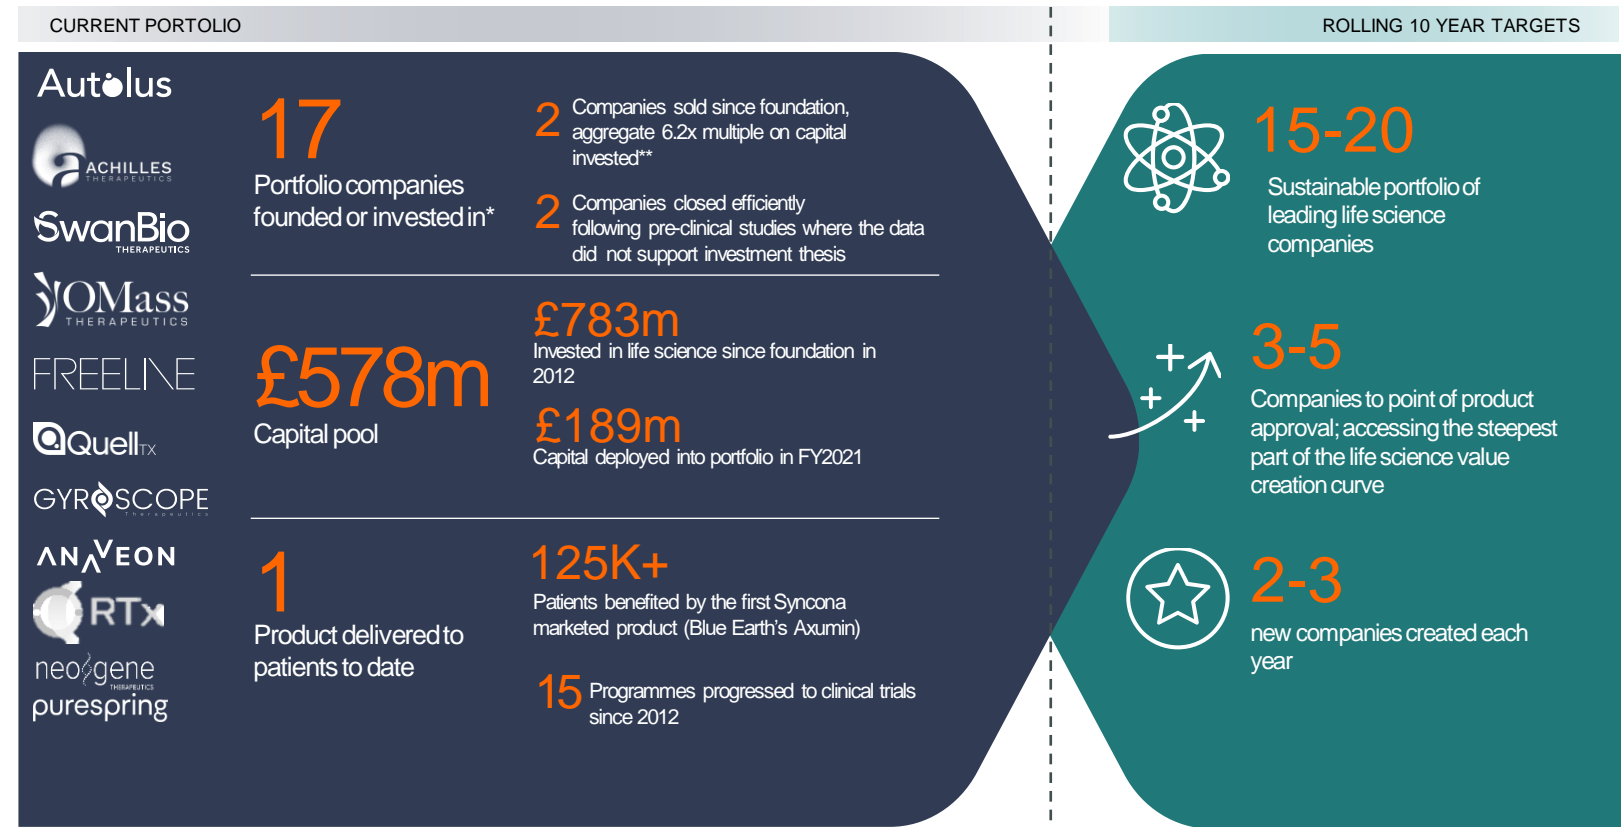 CURRENT PORTOLIO
ROLLING 10 YEAR TARGETS
Autolus
ACHILLES
THERAPEUTICS
SwanBio
THERAPEUTICS
OMass
THERAPEUTICS
FREELINE
Quell TX
GYROSCOPE
Therapeutics
ANAVEON
RTx
neogene
THERAPEUTICS
purespring
17
Portfolio companies
founded or invested in*
2
Companies sold since foundation,
aggregate 6.2x multiple on capital
invested**
2
Companies closed efficiently
following pre-clinical studies where the data
did not support investment thesis
£578m
Capital pool
£783m
Invested in life science since foundation in
2012
£189m
Capital deployed into portfolio in FY2021
1
Product delivered to
patients to date
125K+
Patients benefited by the first Syncona
marketed product (Blue Earth's Axumin)
15
Programmes progressed to clinical trials
since 2012
15-20
Sustainable portfolio of
leading life science
companies
3-5
Companies to point of product
approval; accessing the steepest
part of the life science value
creation curve
2-3
new companies created each
year